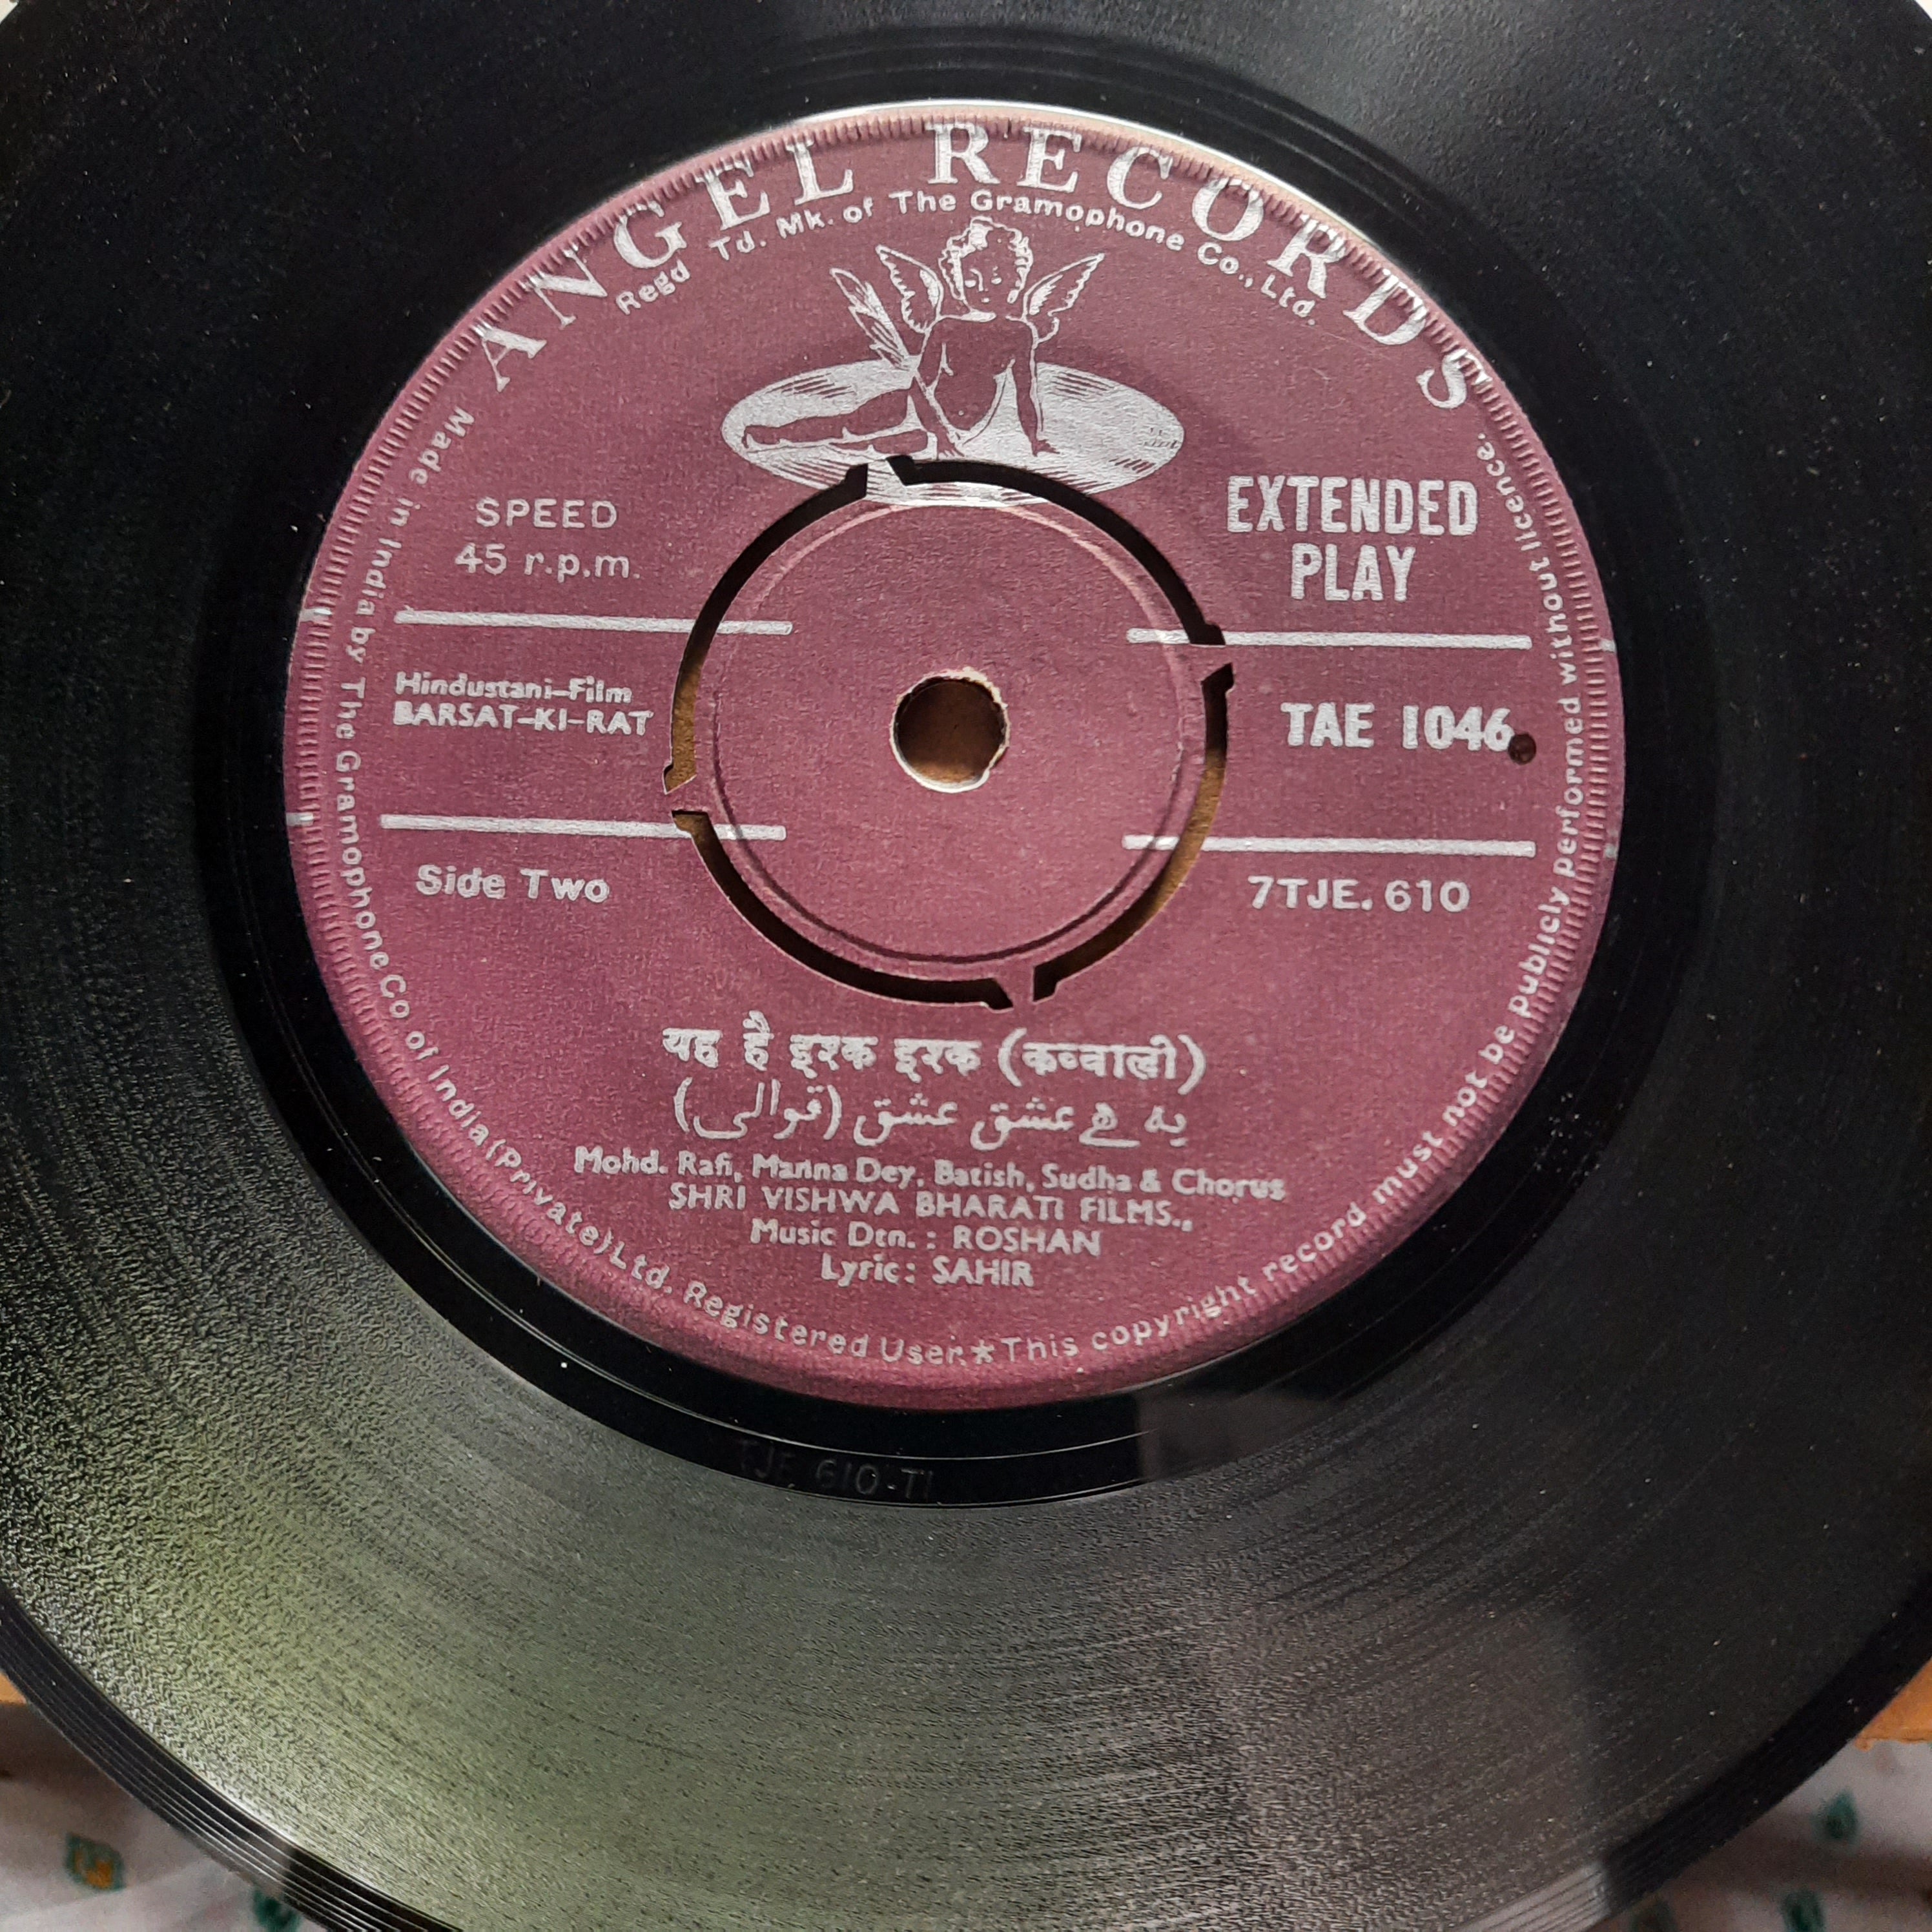 ANGEL RECORDS
Regd Td. Mk. of The Gramophone Co., Ltd.
SPEED
45 r.p.m.
EXTENDED
PLAY
Hindustani-Film
BARSAT-KI-RAT
TAE 1046
Side Two
7TJE. 610
यह है इश्क इश्क (कव्वाली)
یہ ہے عشق عشق (قوالی)
Mohd. Rafi, Manna Dey, Batish, Sudha & Chorus
SHRI VISHWA BHARATI FILMS.,
Music Dtn. : ROSHAN
Lyric : SAHIR
Made in India by The Gramophone Co of India (Private) Ltd. Registered User. * This copyright record must not be publicly performed without licence.
TJE 610-T1